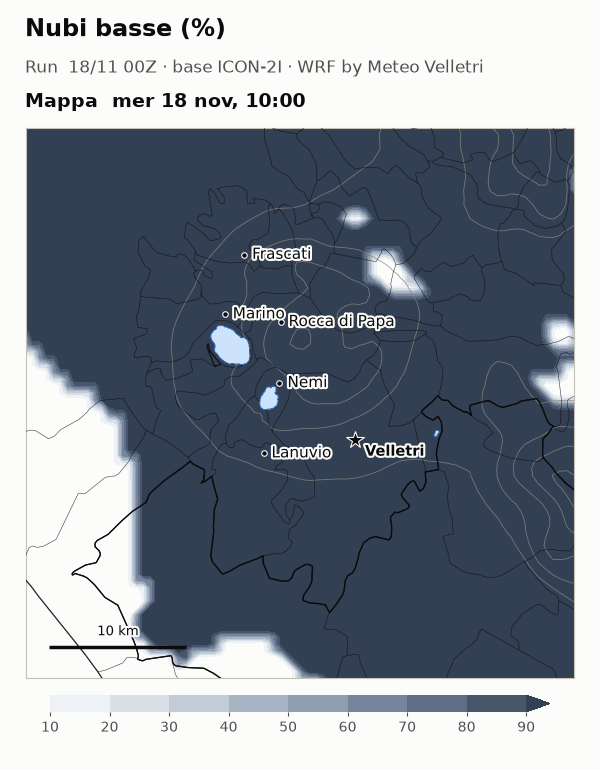 Nubi basse (%)
Run  18/11 00Z · base ICON-2I · WRF by Meteo Velletri
Mappa  mer 18 nov, 10:00
Frascati
Marino
Rocca di Papa
Nemi
Velletri
Lanuvio
10 km
10 20 30 40 50 60 70 80 90